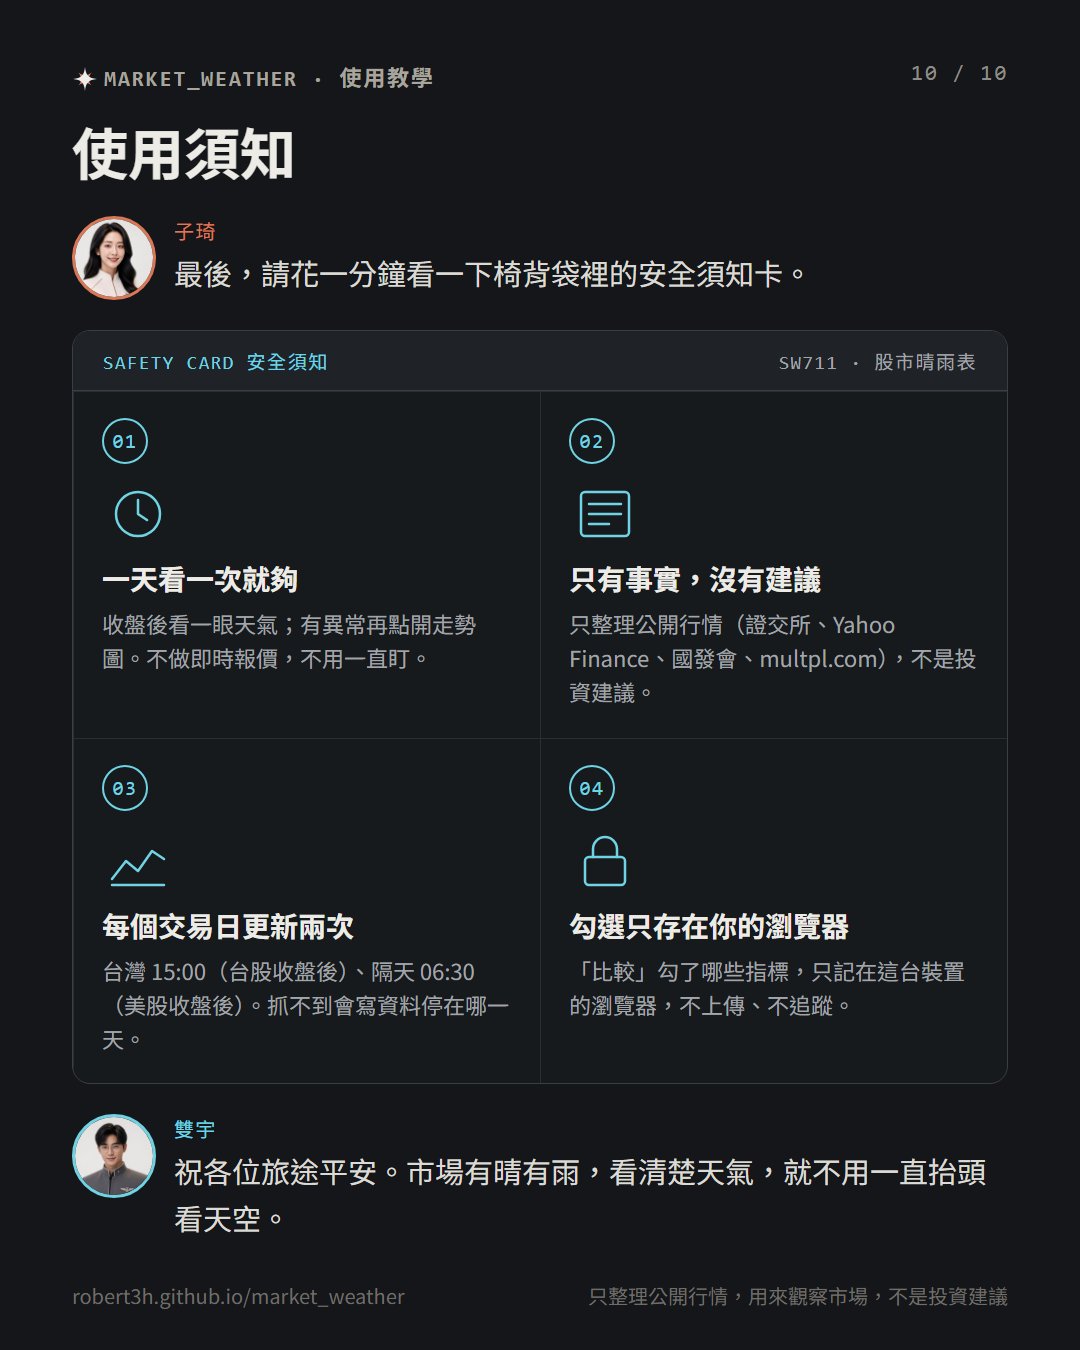 MARKET_WEATHER · 使用教學
10 / 10
使用須知
子琦
最後，請花一分鐘看一下椅背袋裡的安全須知卡。
SAFETY CARD 安全須知
SW711 · 股市晴雨表
01
一天看一次就夠
收盤後看一眼天氣；有異常再點開走勢
圖。不做即時報價，不用一直盯。
02
只有事實，沒有建議
只整理公開行情（證交所、Yahoo
Finance、國發會、multpl.com），不是投
資建議。
03
每個交易日更新兩次
台灣 15:00（台股收盤後）、隔天 06:30
（美股收盤後）。抓不到會寫資料停在哪一
天。
04
勾選只存在你的瀏覽器
「比較」勾了哪些指標，只記在這台裝置
的瀏覽器，不上傳、不追蹤。
雙宇
祝各位旅途平安。市場有晴有雨，看清楚天氣，就不用一直抬頭
看天空。
robert3h.github.io/market_weather
只整理公開行情，用來觀察市場，不是投資建議